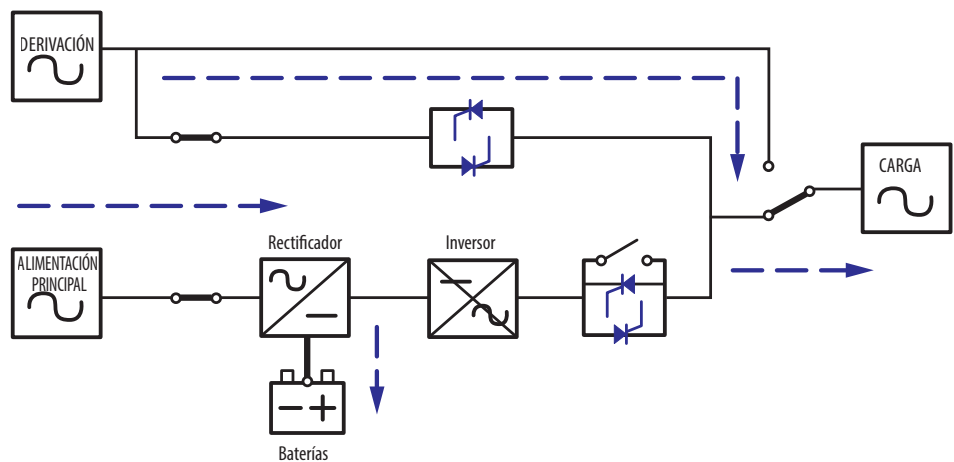 DERIVACIÓN
CARGA
Rectificador
Inversor
ALIMENTACIÓN
PRINCIPAL
Baterías